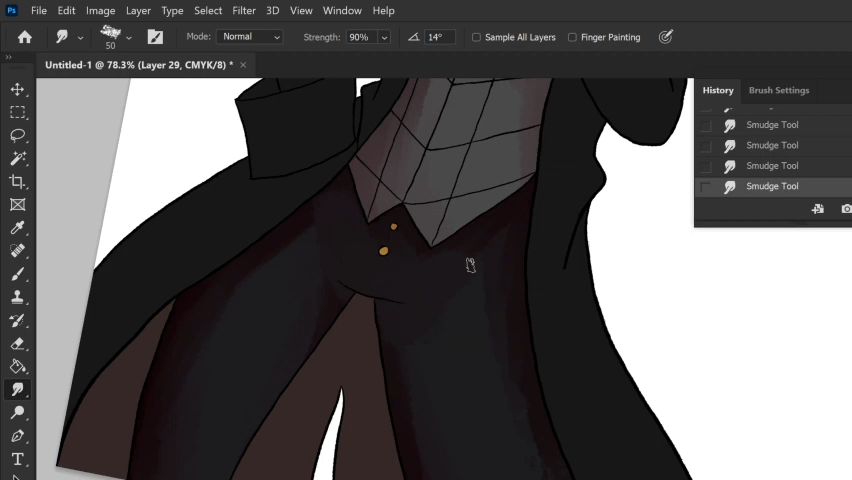 Ps File Edit Image Layer Type Select Filter 3D View Window Help
50 Mode: Normal Strength: 90% 14° Sample All Layers Finger Painting
Untitled-1 @ 78.3% (Layer 29, CMYK/8) * ×
History Brush Settings
Smudge Tool
Smudge Tool
Smudge Tool
Smudge Tool
T